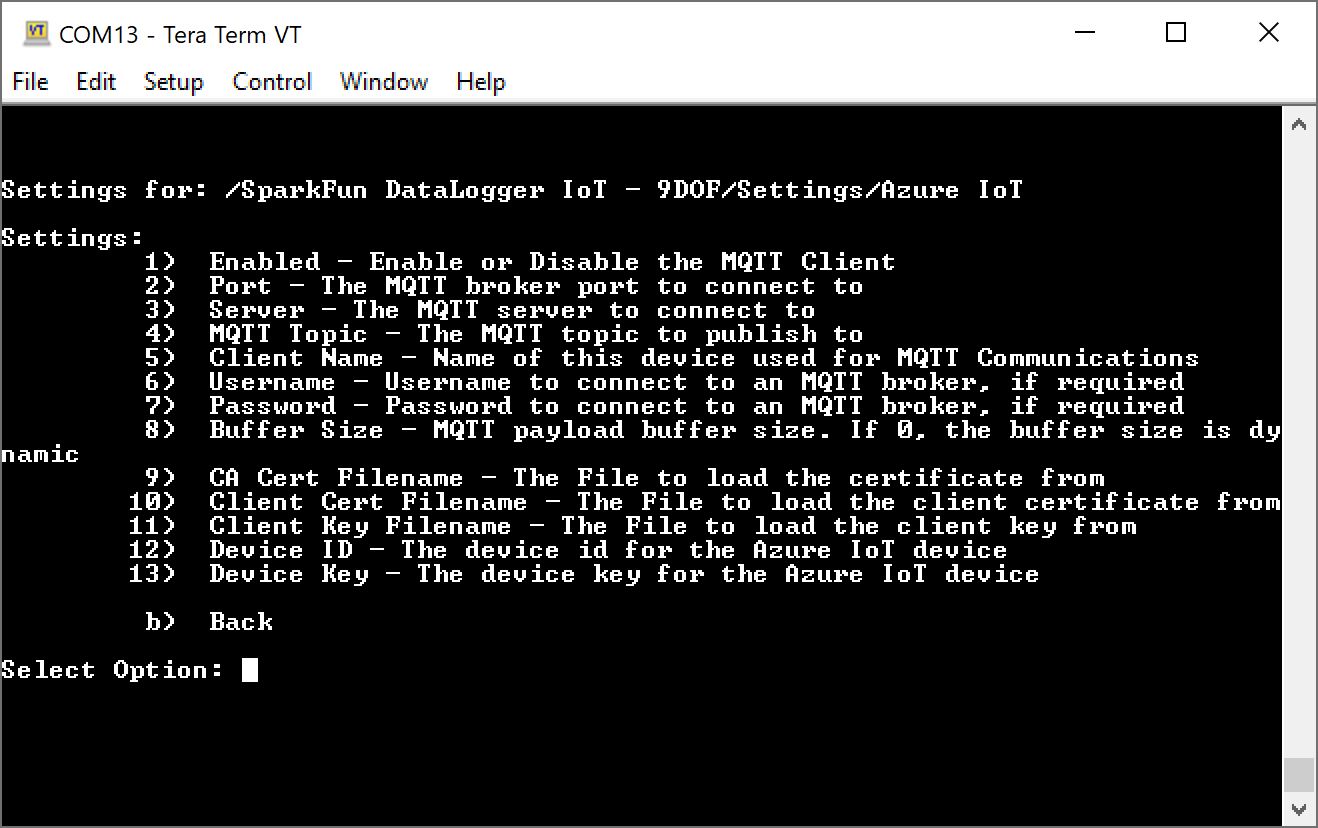 VT
COM13 - Tera Term VT
File Edit Setup Control Window Help
Settings for: /SparkFun DataLogger IoT - 9DOF/Settings/Azure IoT
Settings:
1) Enabled - Enable or Disable the MQTT Client
2) Port - The MQTT broker port to connect to
3) Server - The MQTT server to connect to
4) MQTT Topic - The MQTT topic to publish to
5) Client Name - Name of this device used for MQTT Communications
6) Username - Username to connect to an MQTT broker, if required
7) Password - Password to connect to an MQTT broker, if required
8) Buffer Size - MQTT payload buffer size. If 0, the buffer size is dy
namic
9) CA Cert Filename - The File to load the certificate from
10) Client Cert Filename - The File to load the client certificate from
11) Client Key Filename - The File to load the client key from
12) Device ID - The device id for the Azure IoT device
13) Device Key - The device key for the Azure IoT device
b) Back
Select Option: